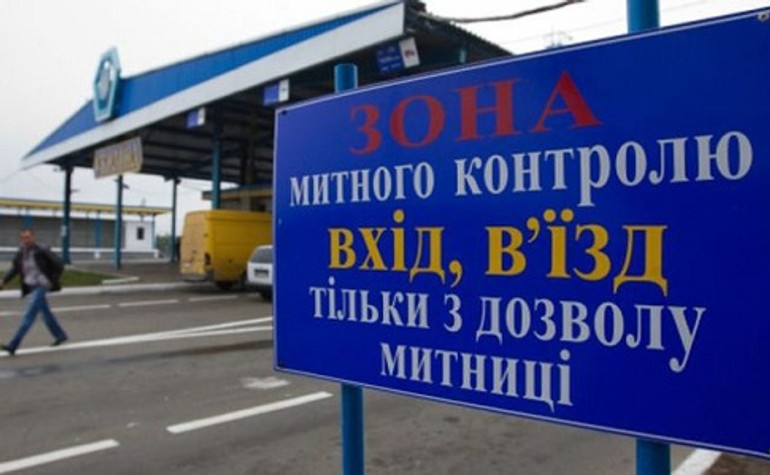 ЗОНА
МИТНОГО КОНТРОЛЮ
ВХІД, В'ЇЗД
ТІЛЬКИ З ДОЗВОЛУ
МИТНИЦІ